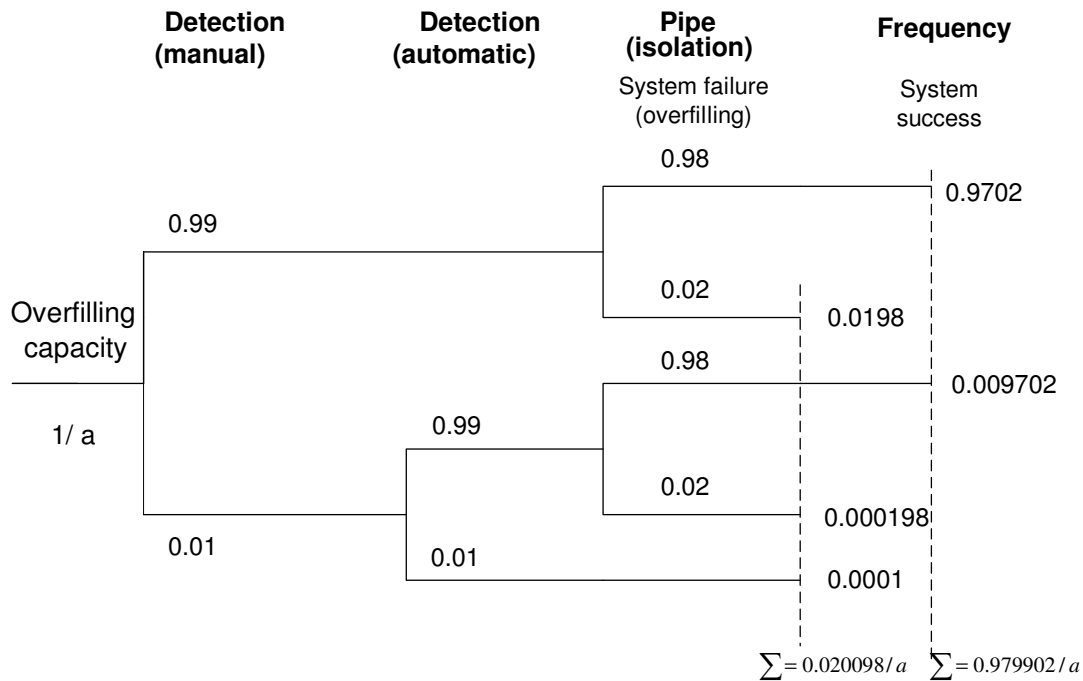 Detection
(manual)
Detection
(automatic)
Pipe
(isolation)
Frequency
System failure
(overfilling)
System
success
0.98
0.9702
0.99
0.02
0.0198
Overfilling
capacity
0.98
0.009702
1/ a
0.99
0.02
0.000198
0.01
0.01
0.0001
∑=0.020098/a
∑=0.979902/a